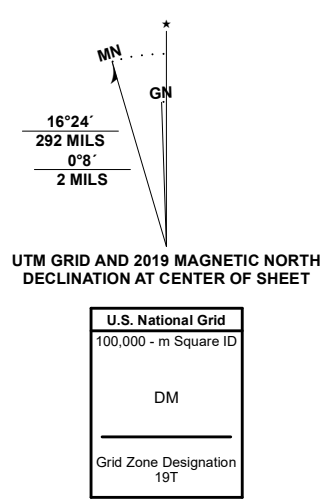 ★
MN
GN
16°24´
292 MILS
0°8´
2 MILS
UTM GRID AND 2019 MAGNETIC NORTH
DECLINATION AT CENTER OF SHEET
U.S. National Grid
100,000 - m Square ID
DM
Grid Zone Designation
19T